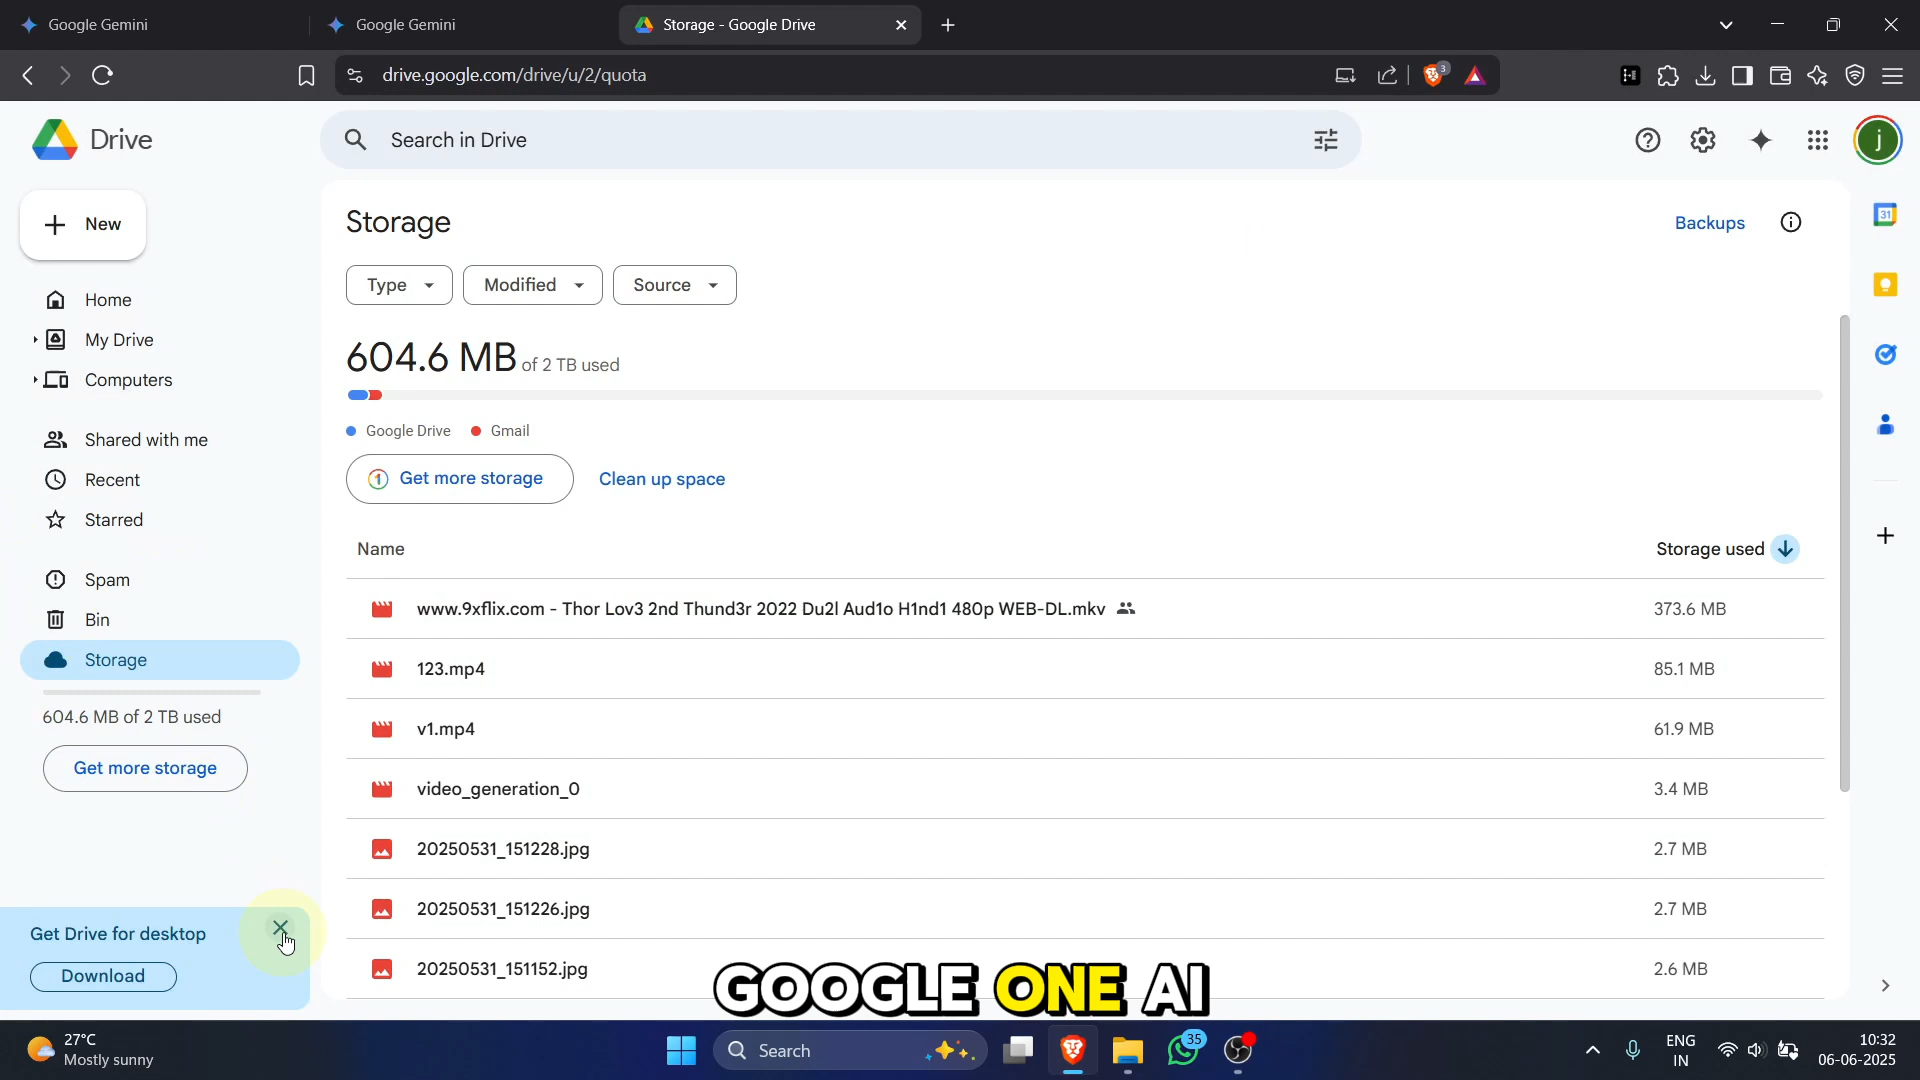 Google Gemini
Google Gemini
Storage - Google Drive
drive.google.com/drive/u/2/quota
3
Drive
Search in Drive
j
New
Home
My Drive
Computers
Shared with me
Recent
Starred
Spam
Bin
Storage
604.6 MB of 2 TB used
Get more storage
Get Drive for desktop
Download
Storage
Backups
Type
Modified
Source
604.6 MB of 2 TB used
Google Drive
Gmail
1 Get more storage
Clean up space
Name
Storage used
www.9xflix.com - Thor Lov3 2nd Thund3r 2022 Du2l Aud1o H1nd1 480p WEB-DL.mkv
373.6 MB
123.mp4
85.1 MB
v1.mp4
61.9 MB
video_generation_0
3.4 MB
20250531_151228.jpg
2.7 MB
20250531_151226.jpg
2.7 MB
20250531_151152.jpg
2.6 MB
31
GOOGLE ONE AI
27°C
Mostly sunny
Search
35
ENG
IN
10:32
06-06-2025